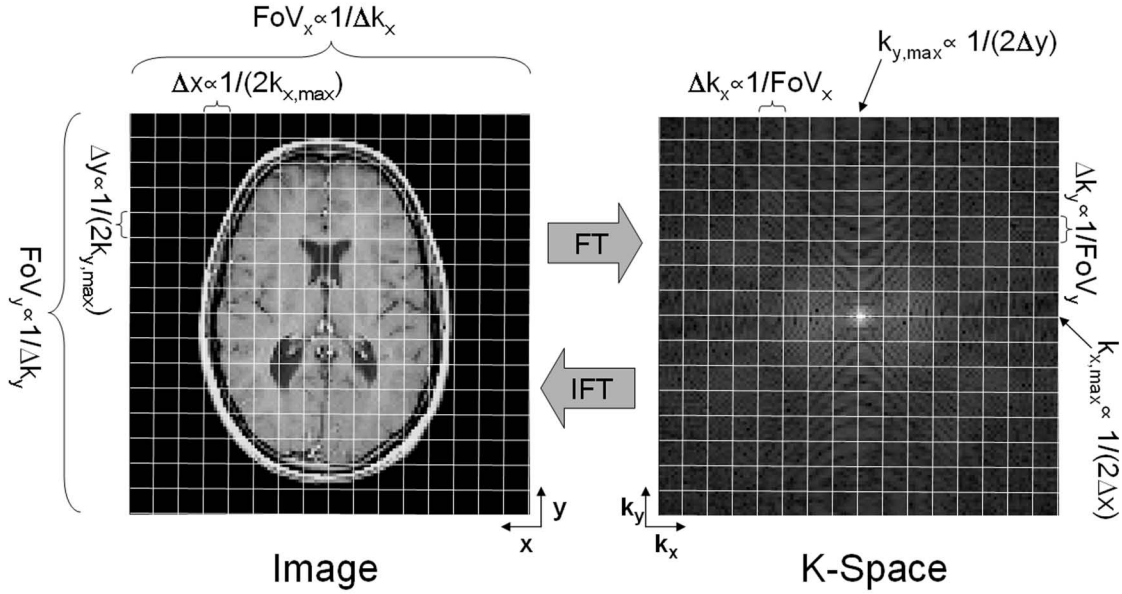 FoVₓ∝1/Δkₓ
Δx∝1/(2kₓ,max)
Δy∝1/(2ky,max)
FoVy∝1/Δky
x
y
Image
FT
IFT
ky,max∝ 1/(2Δy)
Δkₓ∝1/FoVₓ
Δky∝1/FoVy
kₓ,max∝ 1/(2Δx)
ky
kₓ
K-Space